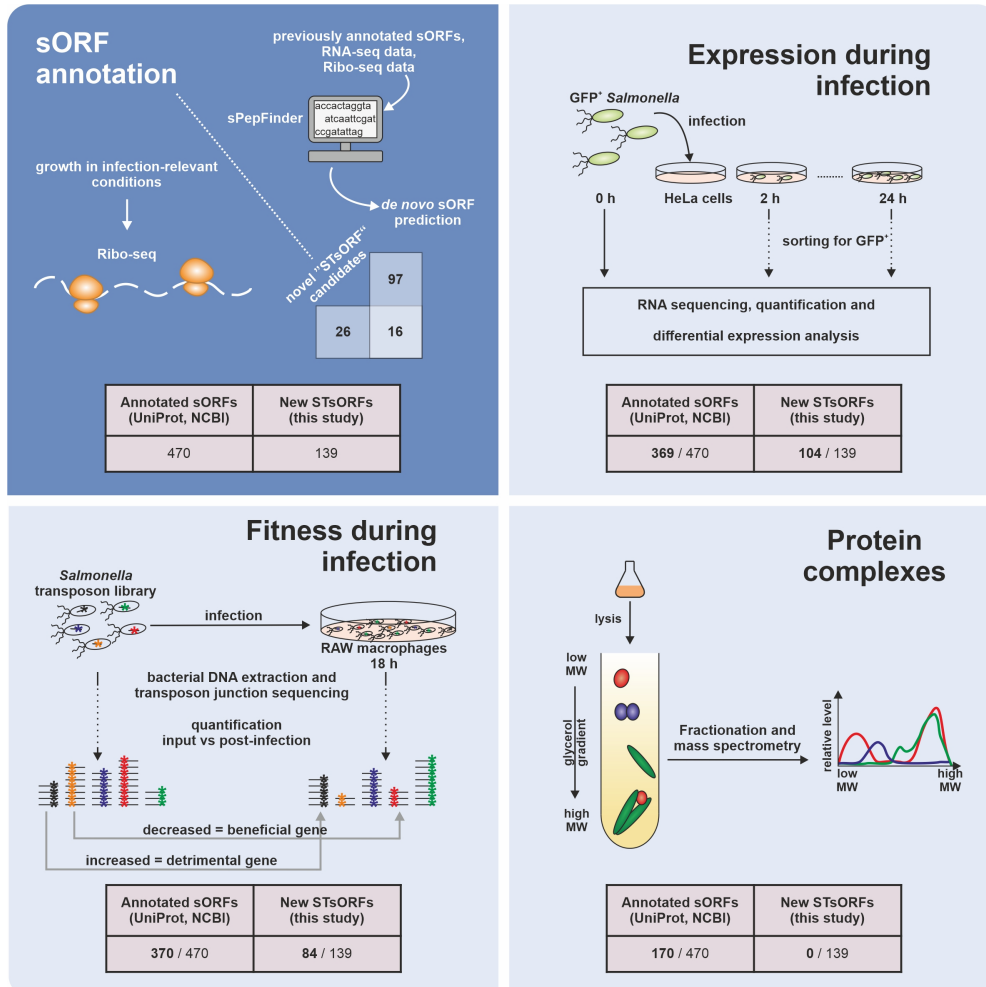 sORF
annotation
previously annotated sORFs,
RNA-seq data,
Ribo-seq data
sPepFinder
accactaggta
atcaattcgat
ccgatattag
growth in infection-relevant
conditions
de novo sORF
prediction
Ribo-seq
novel "STsORF"
candidates
97
26
16
Annotated sORFs
(UniProt, NCBI)
New STsORFs
(this study)
470
139
Expression during
infection
GFP⁺ Salmonella
infection
0 h
HeLa cells
2 h
24 h
sorting for GFP⁺
RNA sequencing, quantification and
differential expression analysis
Annotated sORFs
(UniProt, NCBI)
New STsORFs
(this study)
369 / 470
104 / 139
Fitness during
infection
Salmonella
transposon library
infection
RAW macrophages
18 h
bacterial DNA extraction and
transposon junction sequencing
quantification
input vs post-infection
decreased = beneficial gene
increased = detrimental gene
Annotated sORFs
(UniProt, NCBI)
New STsORFs
(this study)
370 / 470
84 / 139
Protein
complexes
lysis
low
MW
glycerol
gradient
high
MW
Fractionation and
mass spectrometry
relative level
low
MW
high
MW
Annotated sORFs
(UniProt, NCBI)
New STsORFs
(this study)
170 / 470
0 / 139